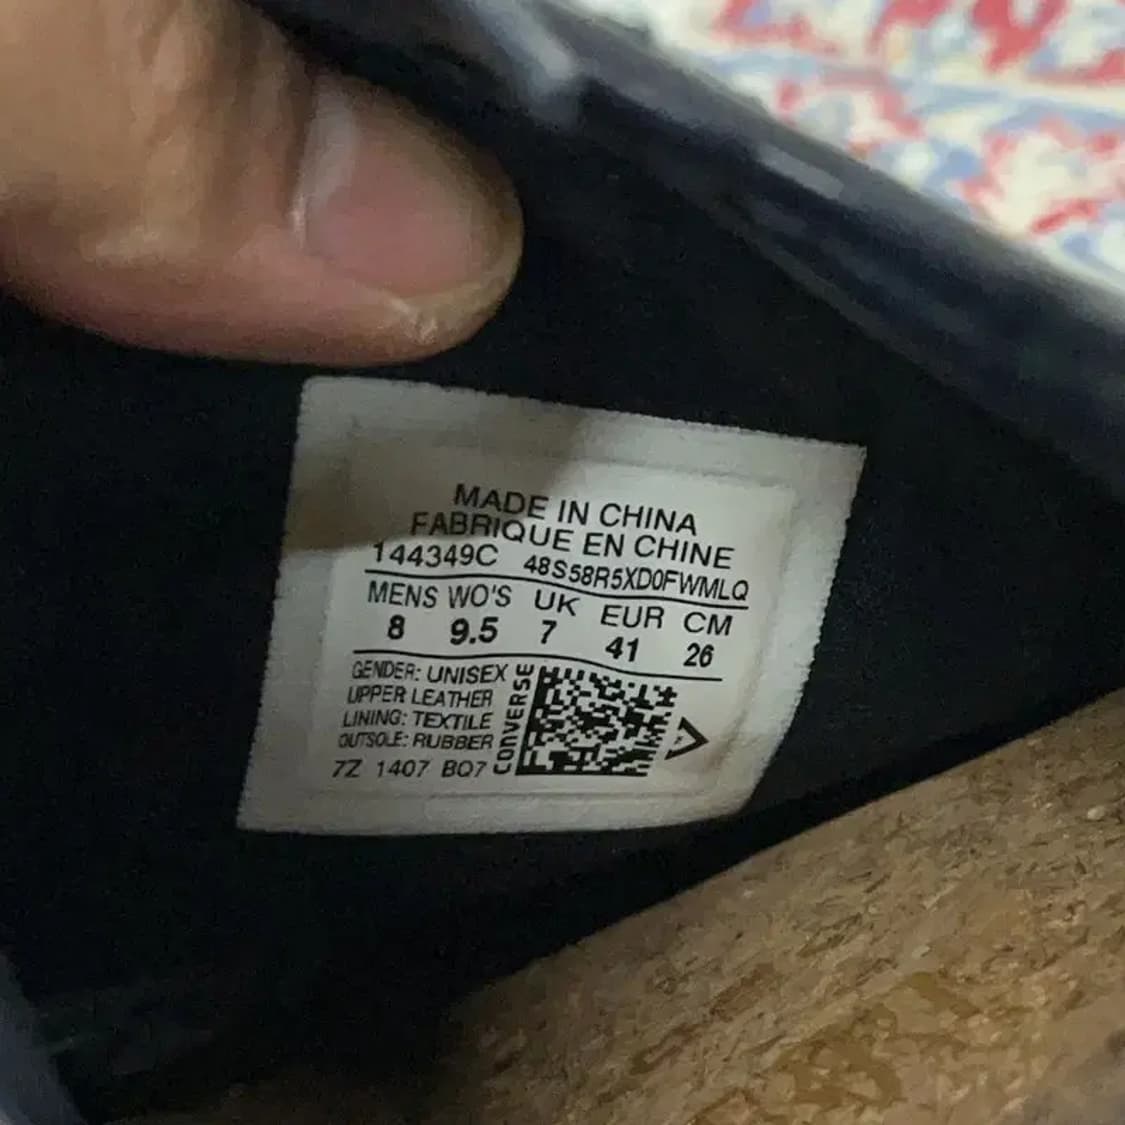 MADE IN CHINA
FABRIQUE EN CHINE
144349C 48S58R5XD0FWMLQ
MENS WO'S UK EUR CM
8 9.5 7 41 26
GENDER: UNISEX
UPPER LEATHER
LINING: TEXTILE
OUTSOLE: RUBBER
7Z 1407 BO7
CONVERSE